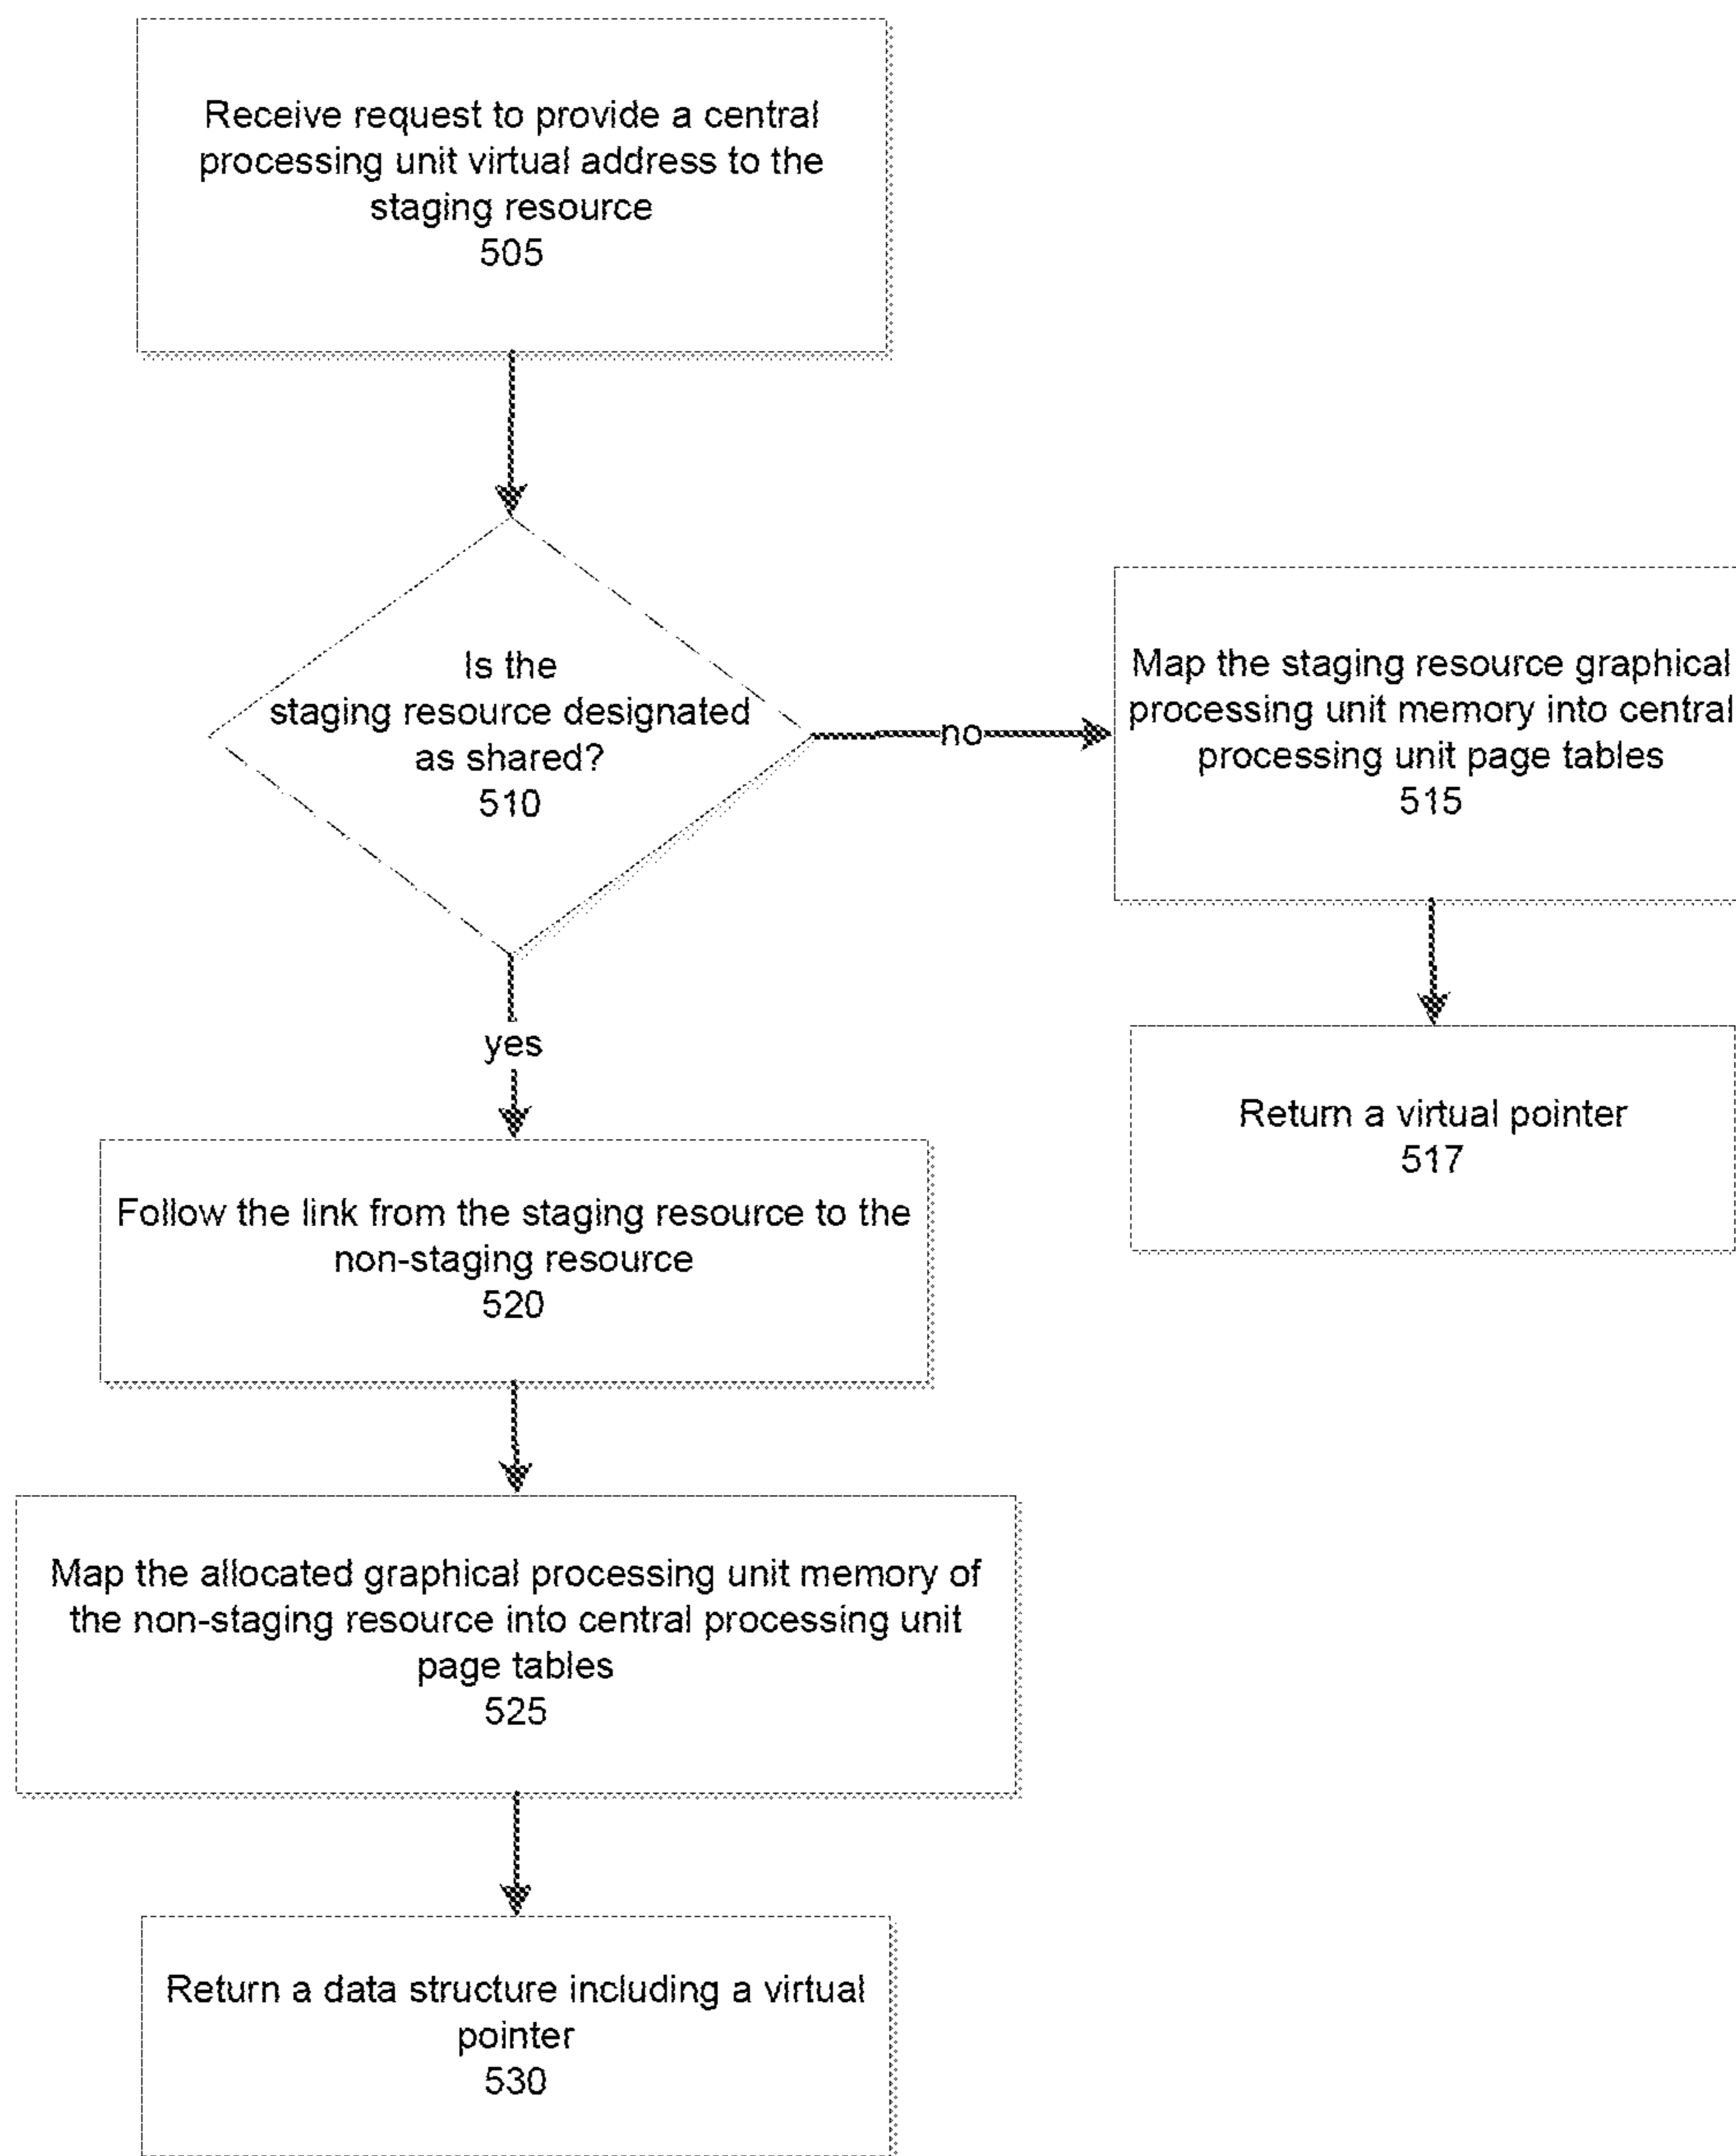 Receive request to provide a central
processing unit virtual address to the
staging resource
505
Is the
staging resource designated
as shared?
510
no
Map the staging resource graphical
processing unit memory into central
processing unit page tables
515
Return a virtual pointer
517
yes
Follow the link from the staging resource to the
non-staging resource
520
Map the allocated graphical processing unit memory of
the non-staging resource into central processing unit
page tables
525
Return a data structure including a virtual
pointer
530